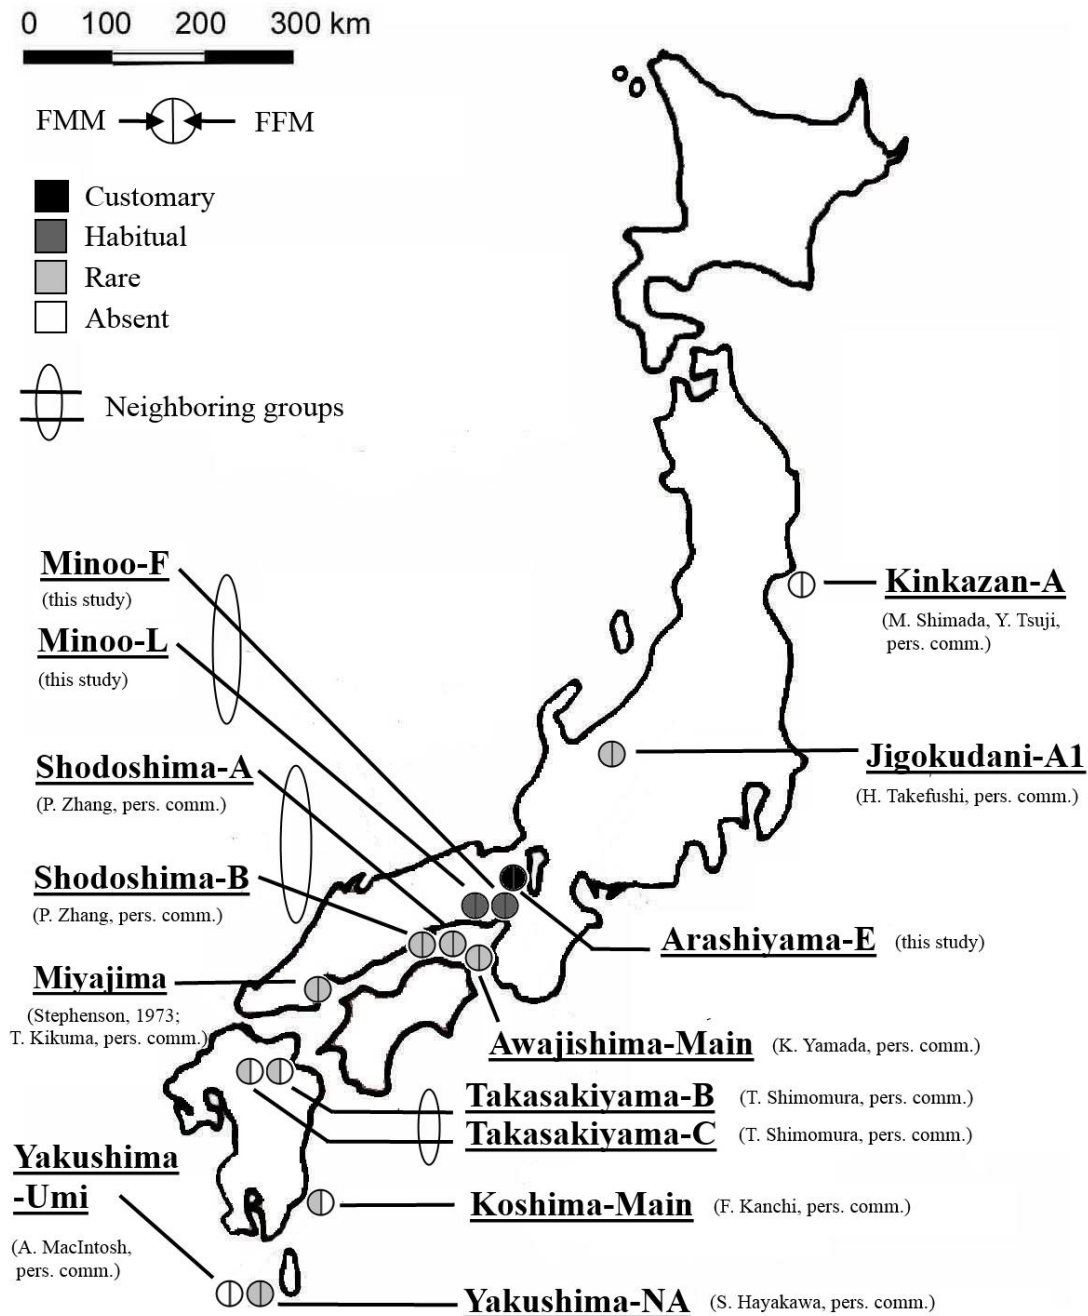 0 100 200 300 km
FMM FFM
Customary
Habitual
Rare
Absent
Neighboring groups
Minoo-F
(this study)
Minoo-L
(this study)
Kinkazan-A
(M. Shimada, Y. Tsuji,
pers. comm.)
Shodoshima-A
(P. Zhang, pers. comm.)
Jigokudani-A1
(H. Takefushi, pers. comm.)
Shodoshima-B
(P. Zhang, pers. comm.)
Arashiyama-E (this study)
Miyajima
(Stephenson, 1973;
T. Kikuma, pers. comm.)
Awajishima-Main (K. Yamada, pers. comm.)
Takasakiyama-B (T. Shimomura, pers. comm.)
Takasakiyama-C (T. Shimomura, pers. comm.)
Yakushima
-Umi
(A. MacIntosh,
pers. comm.)
Koshima-Main (F. Kanchi, pers. comm.)
Yakushima-NA (S. Hayakawa, pers. comm.)